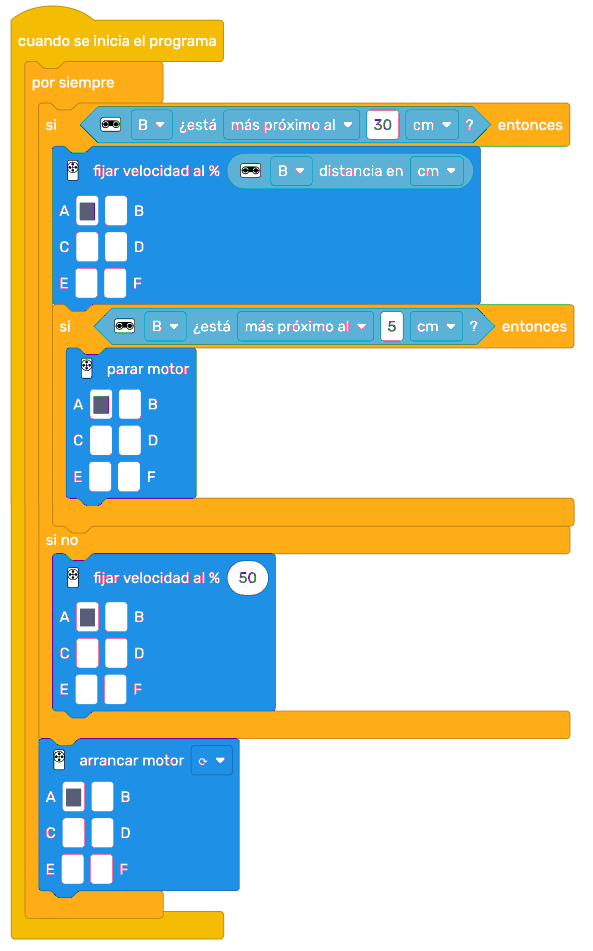 cuando se inicia el programa
por siempre
si B ¿está más próximo al 30 cm ? entonces
fijar velocidad al % B distancia en cm
A B
C D
E F
si B ¿está más próximo al 5 cm ? entonces
parar motor
A B
C D
E F
si no
fijar velocidad al % 50
A B
C D
E F
arrancar motor
A B
C D
E F